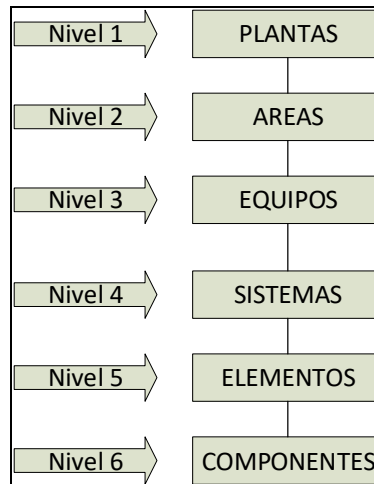 Nivel 1 PLANTAS
Nivel 2 AREAS
Nivel 3 EQUIPOS
Nivel 4 SISTEMAS
Nivel 5 ELEMENTOS
Nivel 6 COMPONENTES